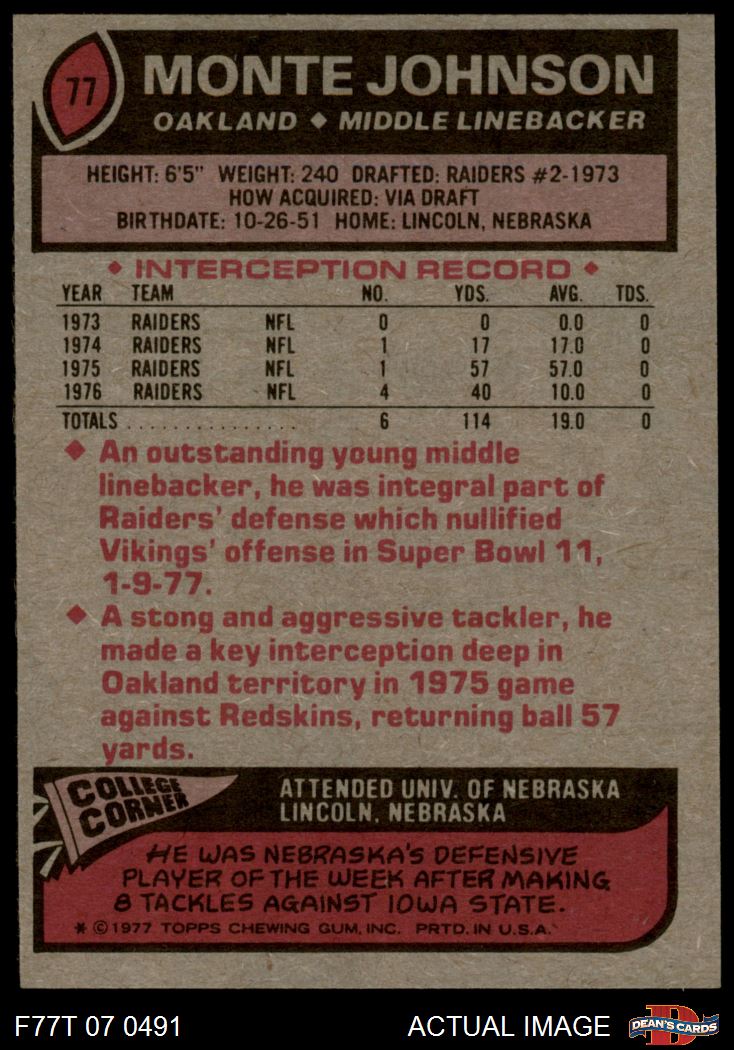 77
MONTE JOHNSON
OAKLAND ◆ MIDDLE LINEBACKER
HEIGHT: 6'5" WEIGHT: 240 DRAFTED: RAIDERS #2-1973
HOW ACQUIRED: VIA DRAFT
BIRTHDATE: 10-26-51 HOME: LINCOLN, NEBRASKA
◆ INTERCEPTION RECORD ◆
YEAR TEAM NO. YDS. AVG. TDS.
1973 RAIDERS NFL 0 0 0.0 0
1974 RAIDERS NFL 1 17 17.0 0
1975 RAIDERS NFL 1 57 57.0 0
1976 RAIDERS NFL 4 40 10.0 0
TOTALS . . . . . . . . . . . . . . . 6 114 19.0 0
◆ An outstanding young middle
linebacker, he was integral part of
Raiders' defense which nullified
Vikings' offense in Super Bowl 11,
1-9-77.
◆ A stong and aggressive tackler, he
made a key interception deep in
Oakland territory in 1975 game
against Redskins, returning ball 57
yards.
COLLEGE
CORNER
ATTENDED UNIV. OF NEBRASKA
LINCOLN, NEBRASKA
HE WAS NEBRASKA'S DEFENSIVE
PLAYER OF THE WEEK AFTER MAKING
8 TACKLES AGAINST IOWA STATE.
* © 1977 TOPPS CHEWING GUM, INC. PRTD. IN U.S.A.
F77T 07 0491
ACTUAL IMAGE
D
DEAN'S CARDS